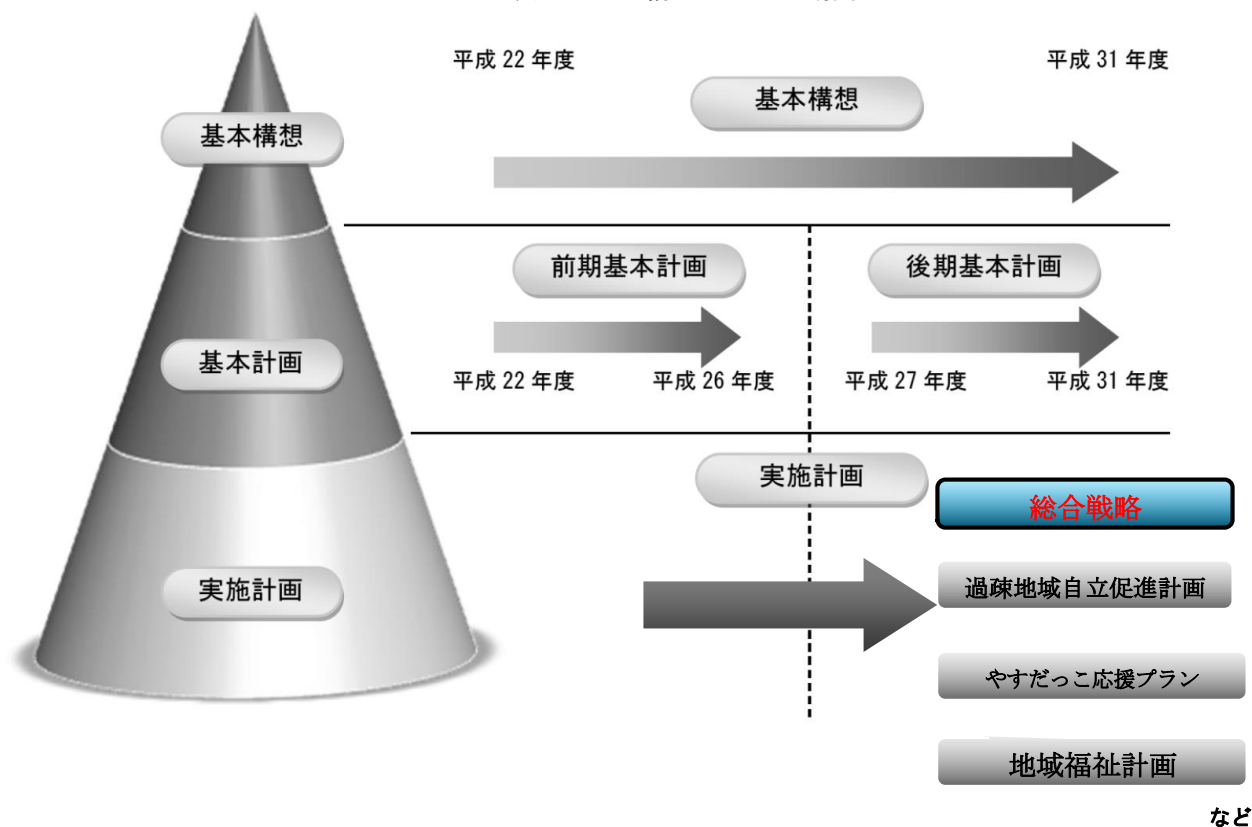 平成 22 年度
平成 31 年度
基本構想
基本構想
前期基本計画
後期基本計画
基本計画
平成 22 年度
平成 26 年度
平成 27 年度
平成 31 年度
実施計画
総合戦略
実施計画
過疎地域自立促進計画
やすだっこ応援プラン
地域福祉計画
など